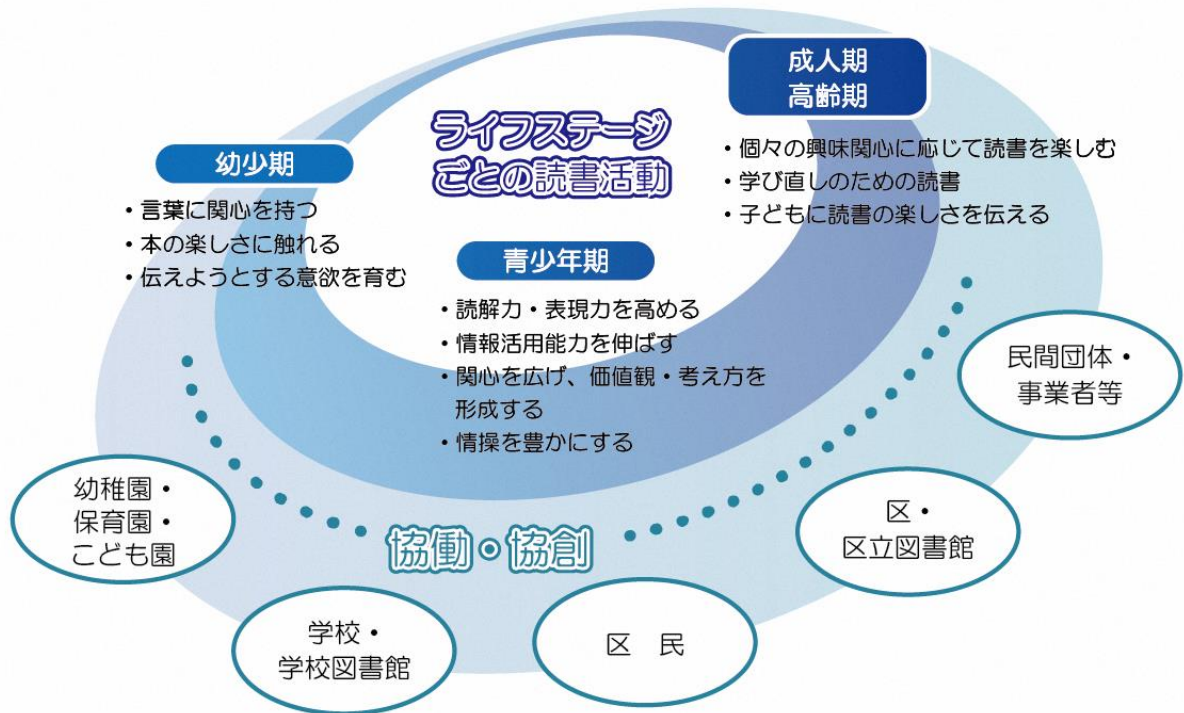 ライフステージ
ごとの読書活動
幼少期
・言葉に関心を持つ
・本の楽しさに触れる
・伝えようとする意欲を育む
青少年期
・読解力・表現力を高める
・情報活用能力を伸ばす
・関心を広げ、価値観・考え方を
形成する
・情操を豊かにする
成人期
高齢期
・個々の興味関心に応じて読書を楽しむ
・学び直しのための読書
・子どもに読書の楽しさを伝える
協働・協創
幼稚園・
保育園・
こども園
学校・
学校図書館
区　民
区・
区立図書館
民間団体・
事業者等